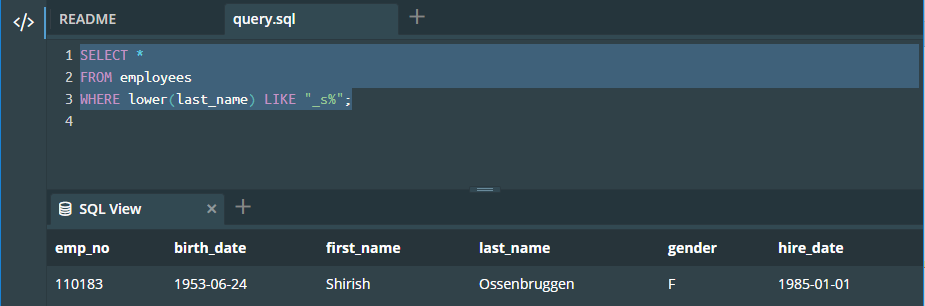 </> README query.sql +
1 SELECT *
2 FROM employees
3 WHERE lower(last_name) LIKE "_s%";
4
SQL View × +
emp_no birth_date first_name last_name gender hire_date
110183 1953-06-24 Shirish Ossenbruggen F 1985-01-01